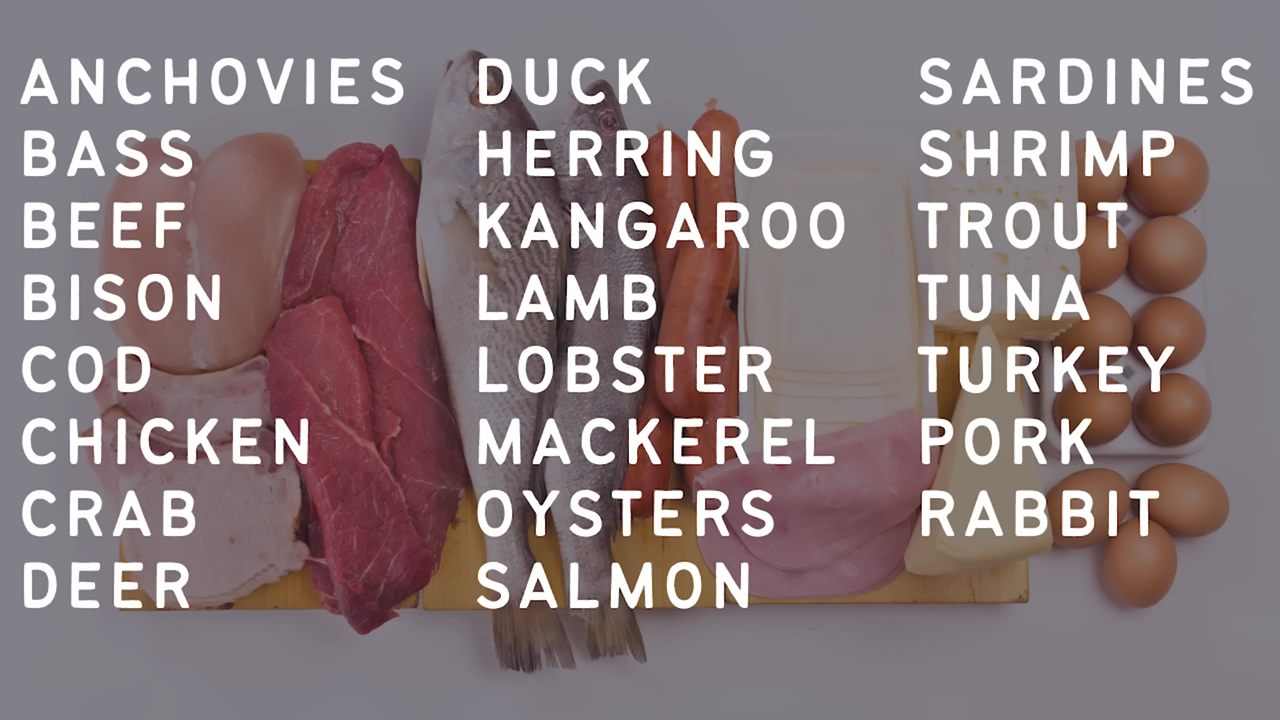 ANCHOVIES
BASS
BEEF
BISON
COD
CHICKEN
CRAB
DEER
DUCK
HERRING
KANGAROO
LAMB
LOBSTER
MACKEREL
OYSTERS
SALMON
SARDINES
SHRIMP
TROUT
TUNA
TURKEY
PORK
RABBIT